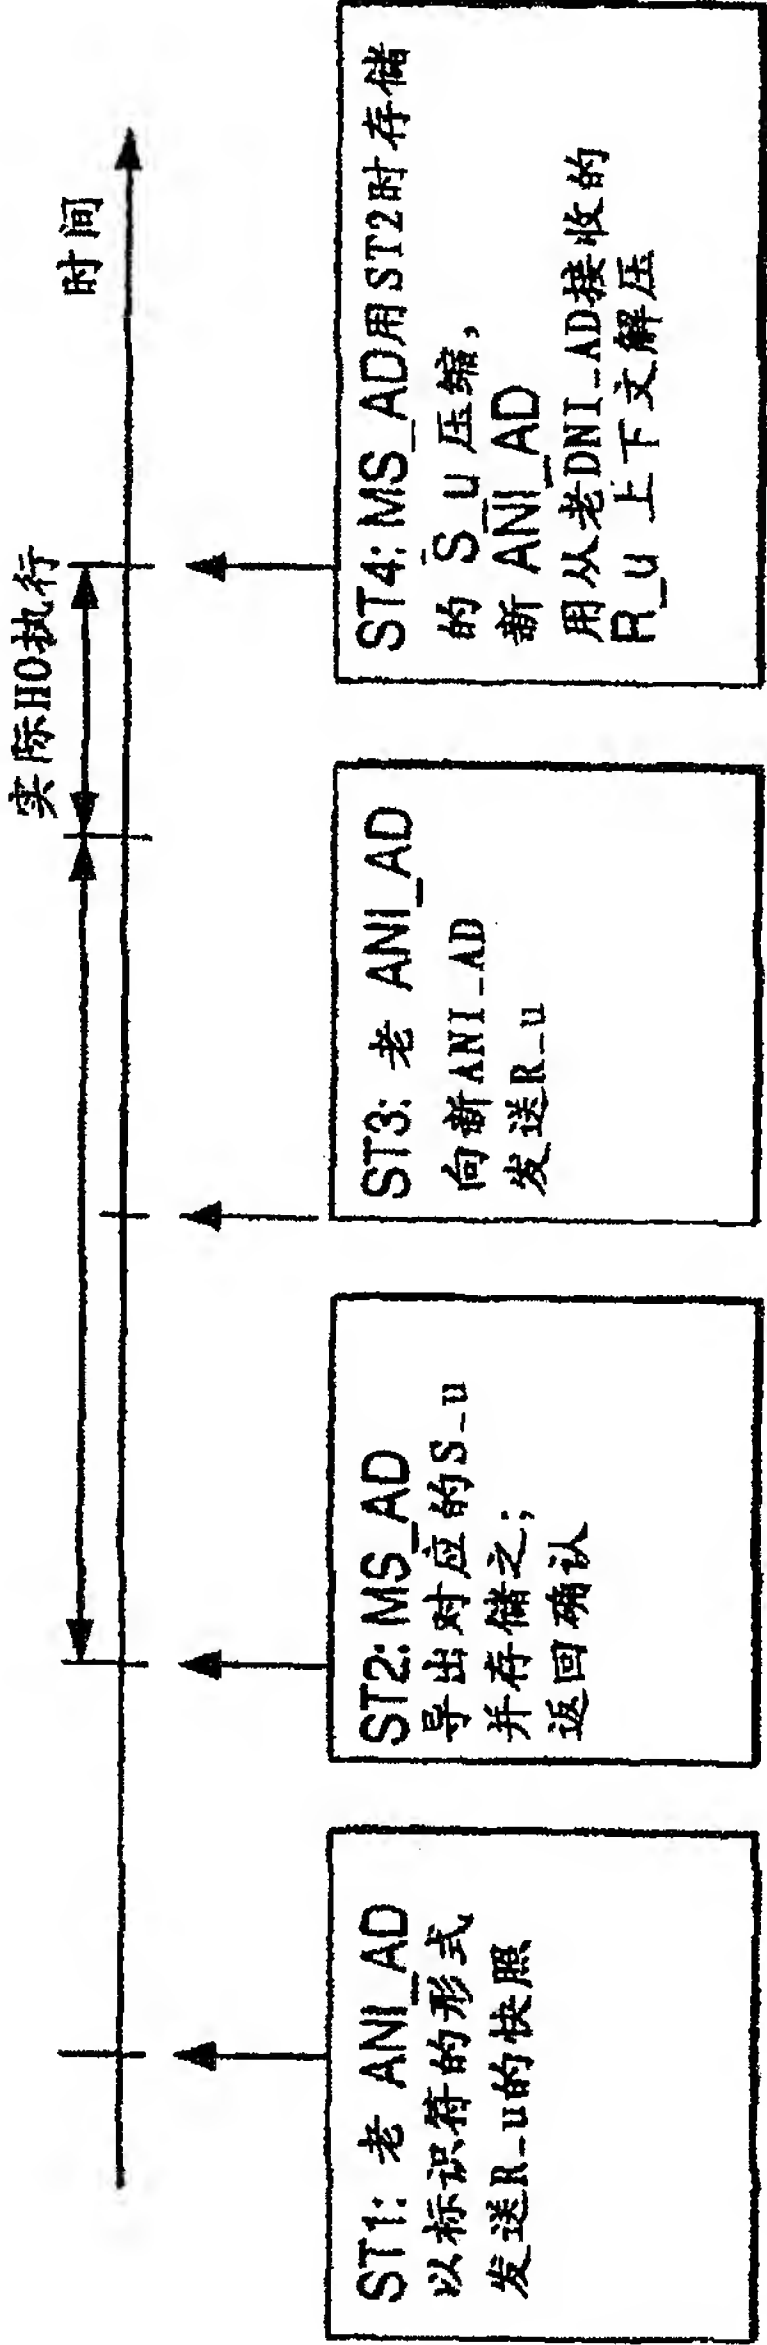 时间
实际HO执行
ST1: 老 ANI_AD
以标识符的形式
发送R_u的快照
ST2: MS_AD
导出对应的S_u
并存储之;
返回确认
ST3: 老 ANI_AD
向新ANI_AD
发送R_u
ST4: MS_AD用ST2时存储
的 S_u 压缩,
新 ANI_AD
用从老DNI_AD接收的
R_u 上下文解压